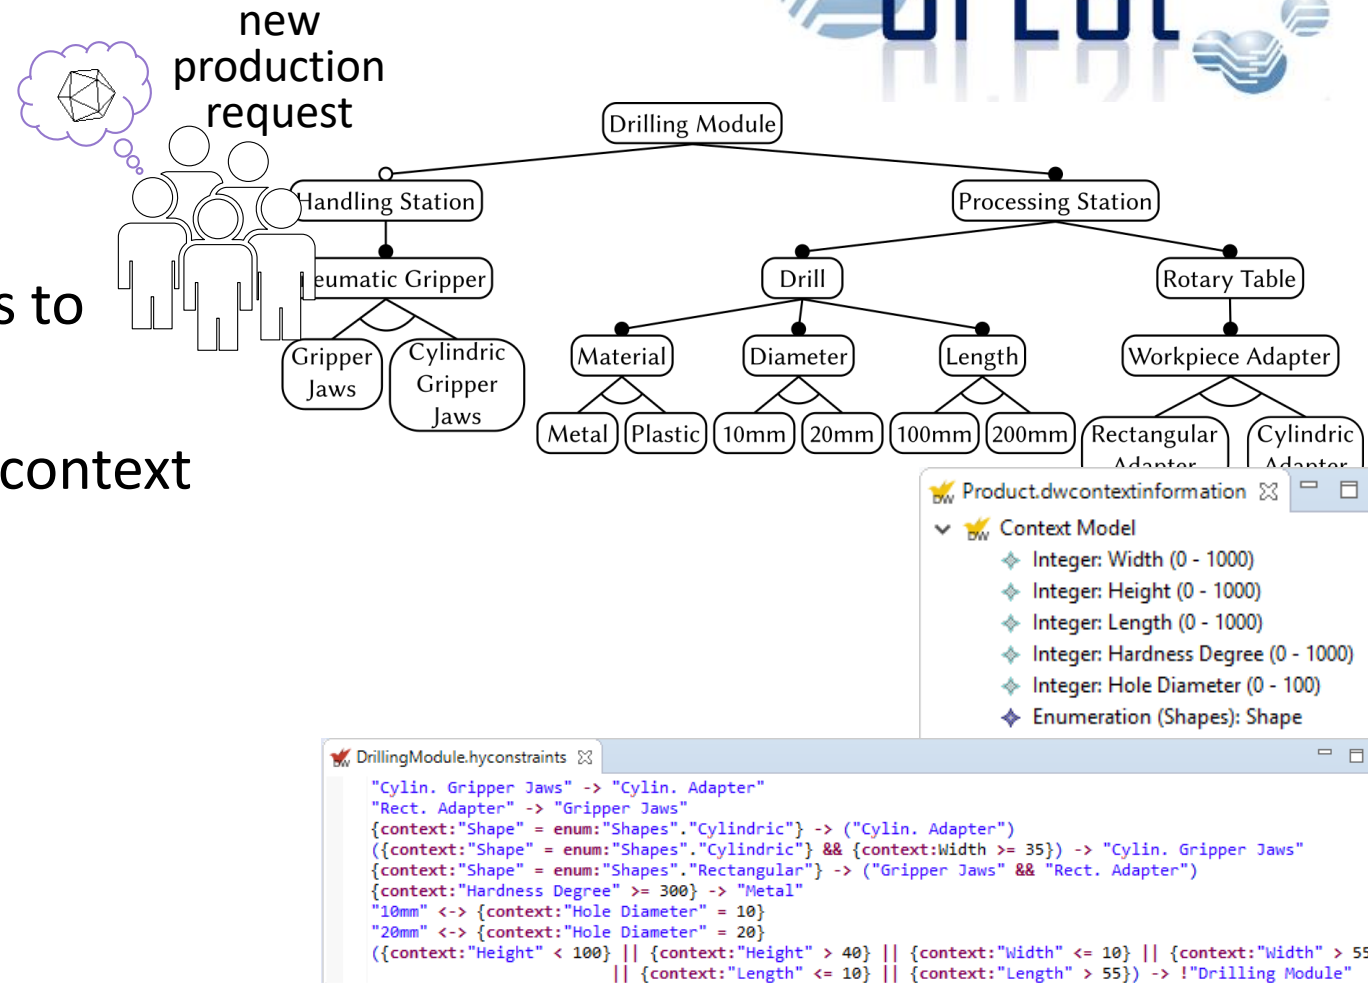 new
production
request
Drilling Module
Handling Station
Processing Station
s to
eumatic Gripper
Drill
Rotary Table
Gripper
Jaws
Cylindric
Gripper
Jaws
Material
Diameter
Length
Workpiece Adapter
Metal
Plastic
10mm
20mm
100mm
200mm
Rectangular
Adapter
Cylindric
Adapter
context
DW Product.dwcontextinformation
DW Context Model
Integer: Width (0 - 1000)
Integer: Height (0 - 1000)
Integer: Length (0 - 1000)
Integer: Hardness Degree (0 - 1000)
Integer: Hole Diameter (0 - 100)
Enumeration (Shapes): Shape
DW DrillingModule.hyconstraints
"Cylin. Gripper Jaws" -> "Cylin. Adapter"
"Rect. Adapter" -> "Gripper Jaws"
{context:"Shape" = enum:"Shapes"."Cylindric"} -> ("Cylin. Adapter")
({context:"Shape" = enum:"Shapes"."Cylindric"} && {context:Width >= 35}) -> "Cylin. Gripper Jaws"
{context:"Shape" = enum:"Shapes"."Rectangular"} -> ("Gripper Jaws" && "Rect. Adapter")
{context:"Hardness Degree" >= 300} -> "Metal"
"10mm" <-> {context:"Hole Diameter" = 10}
"20mm" <-> {context:"Hole Diameter" = 20}
({context:"Height" < 100} || {context:"Height" > 40} || {context:"Width" <= 10} || {context:"Width" > 55
|| {context:"Length" <= 10} || {context:"Length" > 55}) -> !"Drilling Module"